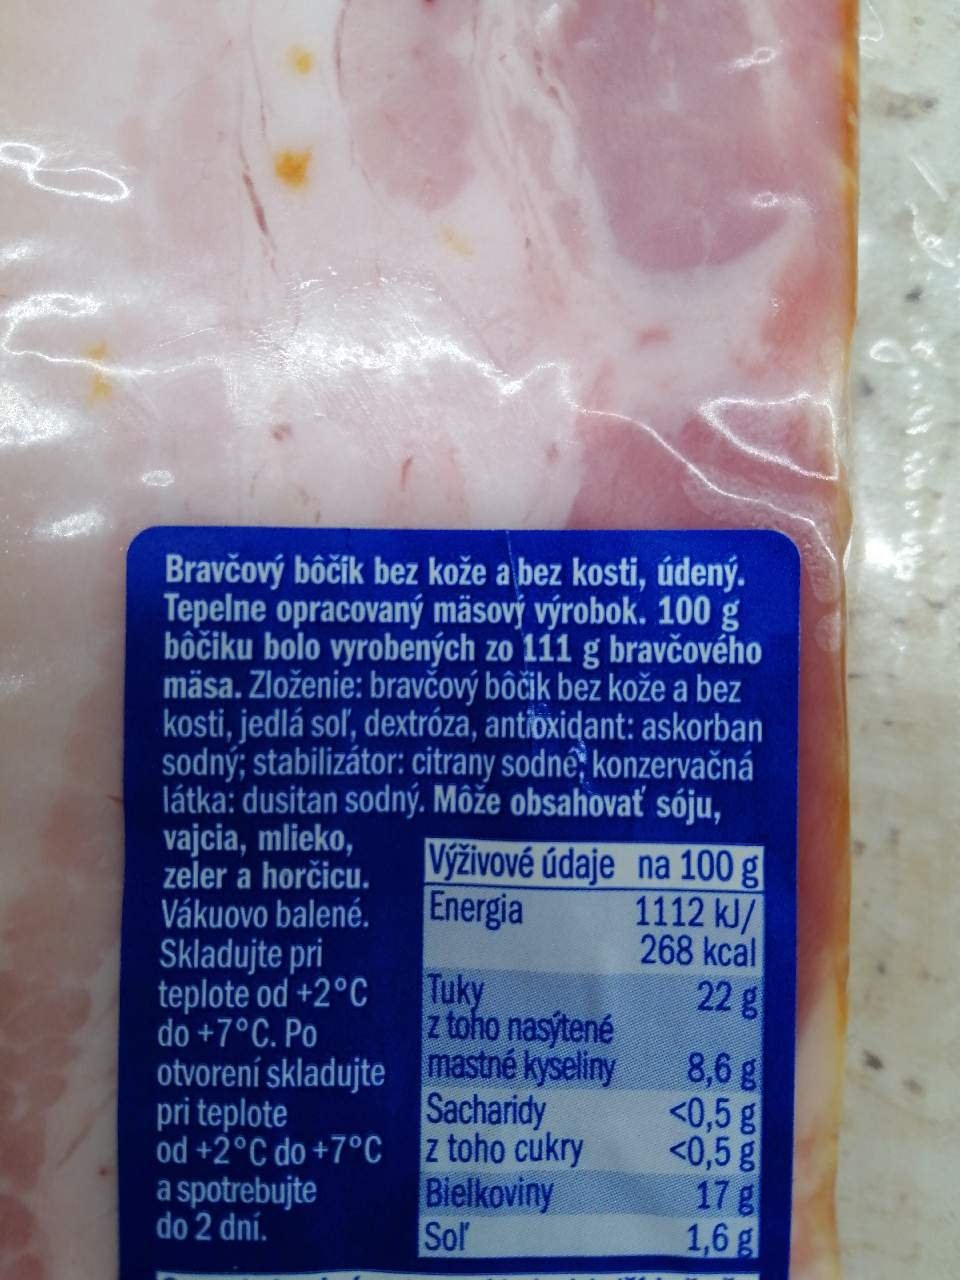 Bravčový bôčik bez kože a bez kosti, údený.
Tepelne opracovaný mäsový výrobok. 100 g
bôčiku bolo vyrobených zo 111 g bravčového
mäsa. Zloženie: bravčový bôčik bez kože a bez
kosti, jedlá soľ, dextróza, antioxidant: askorban
sodný; stabilizátor: citrany sodné; konzervačná
látka: dusitan sodný. Môže obsahovať sóju,
vajcia, mlieko,
zeler a horčicu.
Vákuovo balené.
Skladujte pri
teplote od +2°C
do +7°C. Po
otvorení skladujte
pri teplote
od +2°C do +7°C
a spotrebujte
do 2 dní.
Výživové údaje na 100 g
Energia 1112 kJ/
268 kcal
Tuky 22 g
z toho nasýtené
mastné kyseliny 8,6 g
Sacharidy <0,5 g
z toho cukry <0,5 g
Bielkoviny 17 g
Soľ 1,6 g